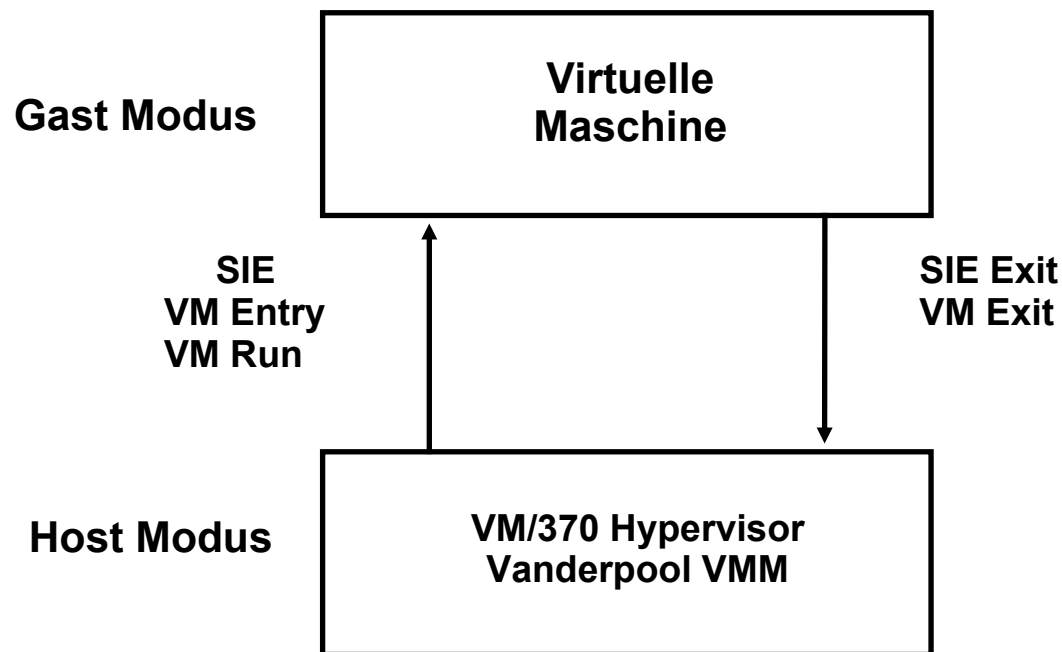 Virtuelle
Maschine
Gast Modus
SIE
VM Entry
VM Run
SIE Exit
VM Exit
Host Modus
VM/370 Hypervisor
Vanderpool VMM